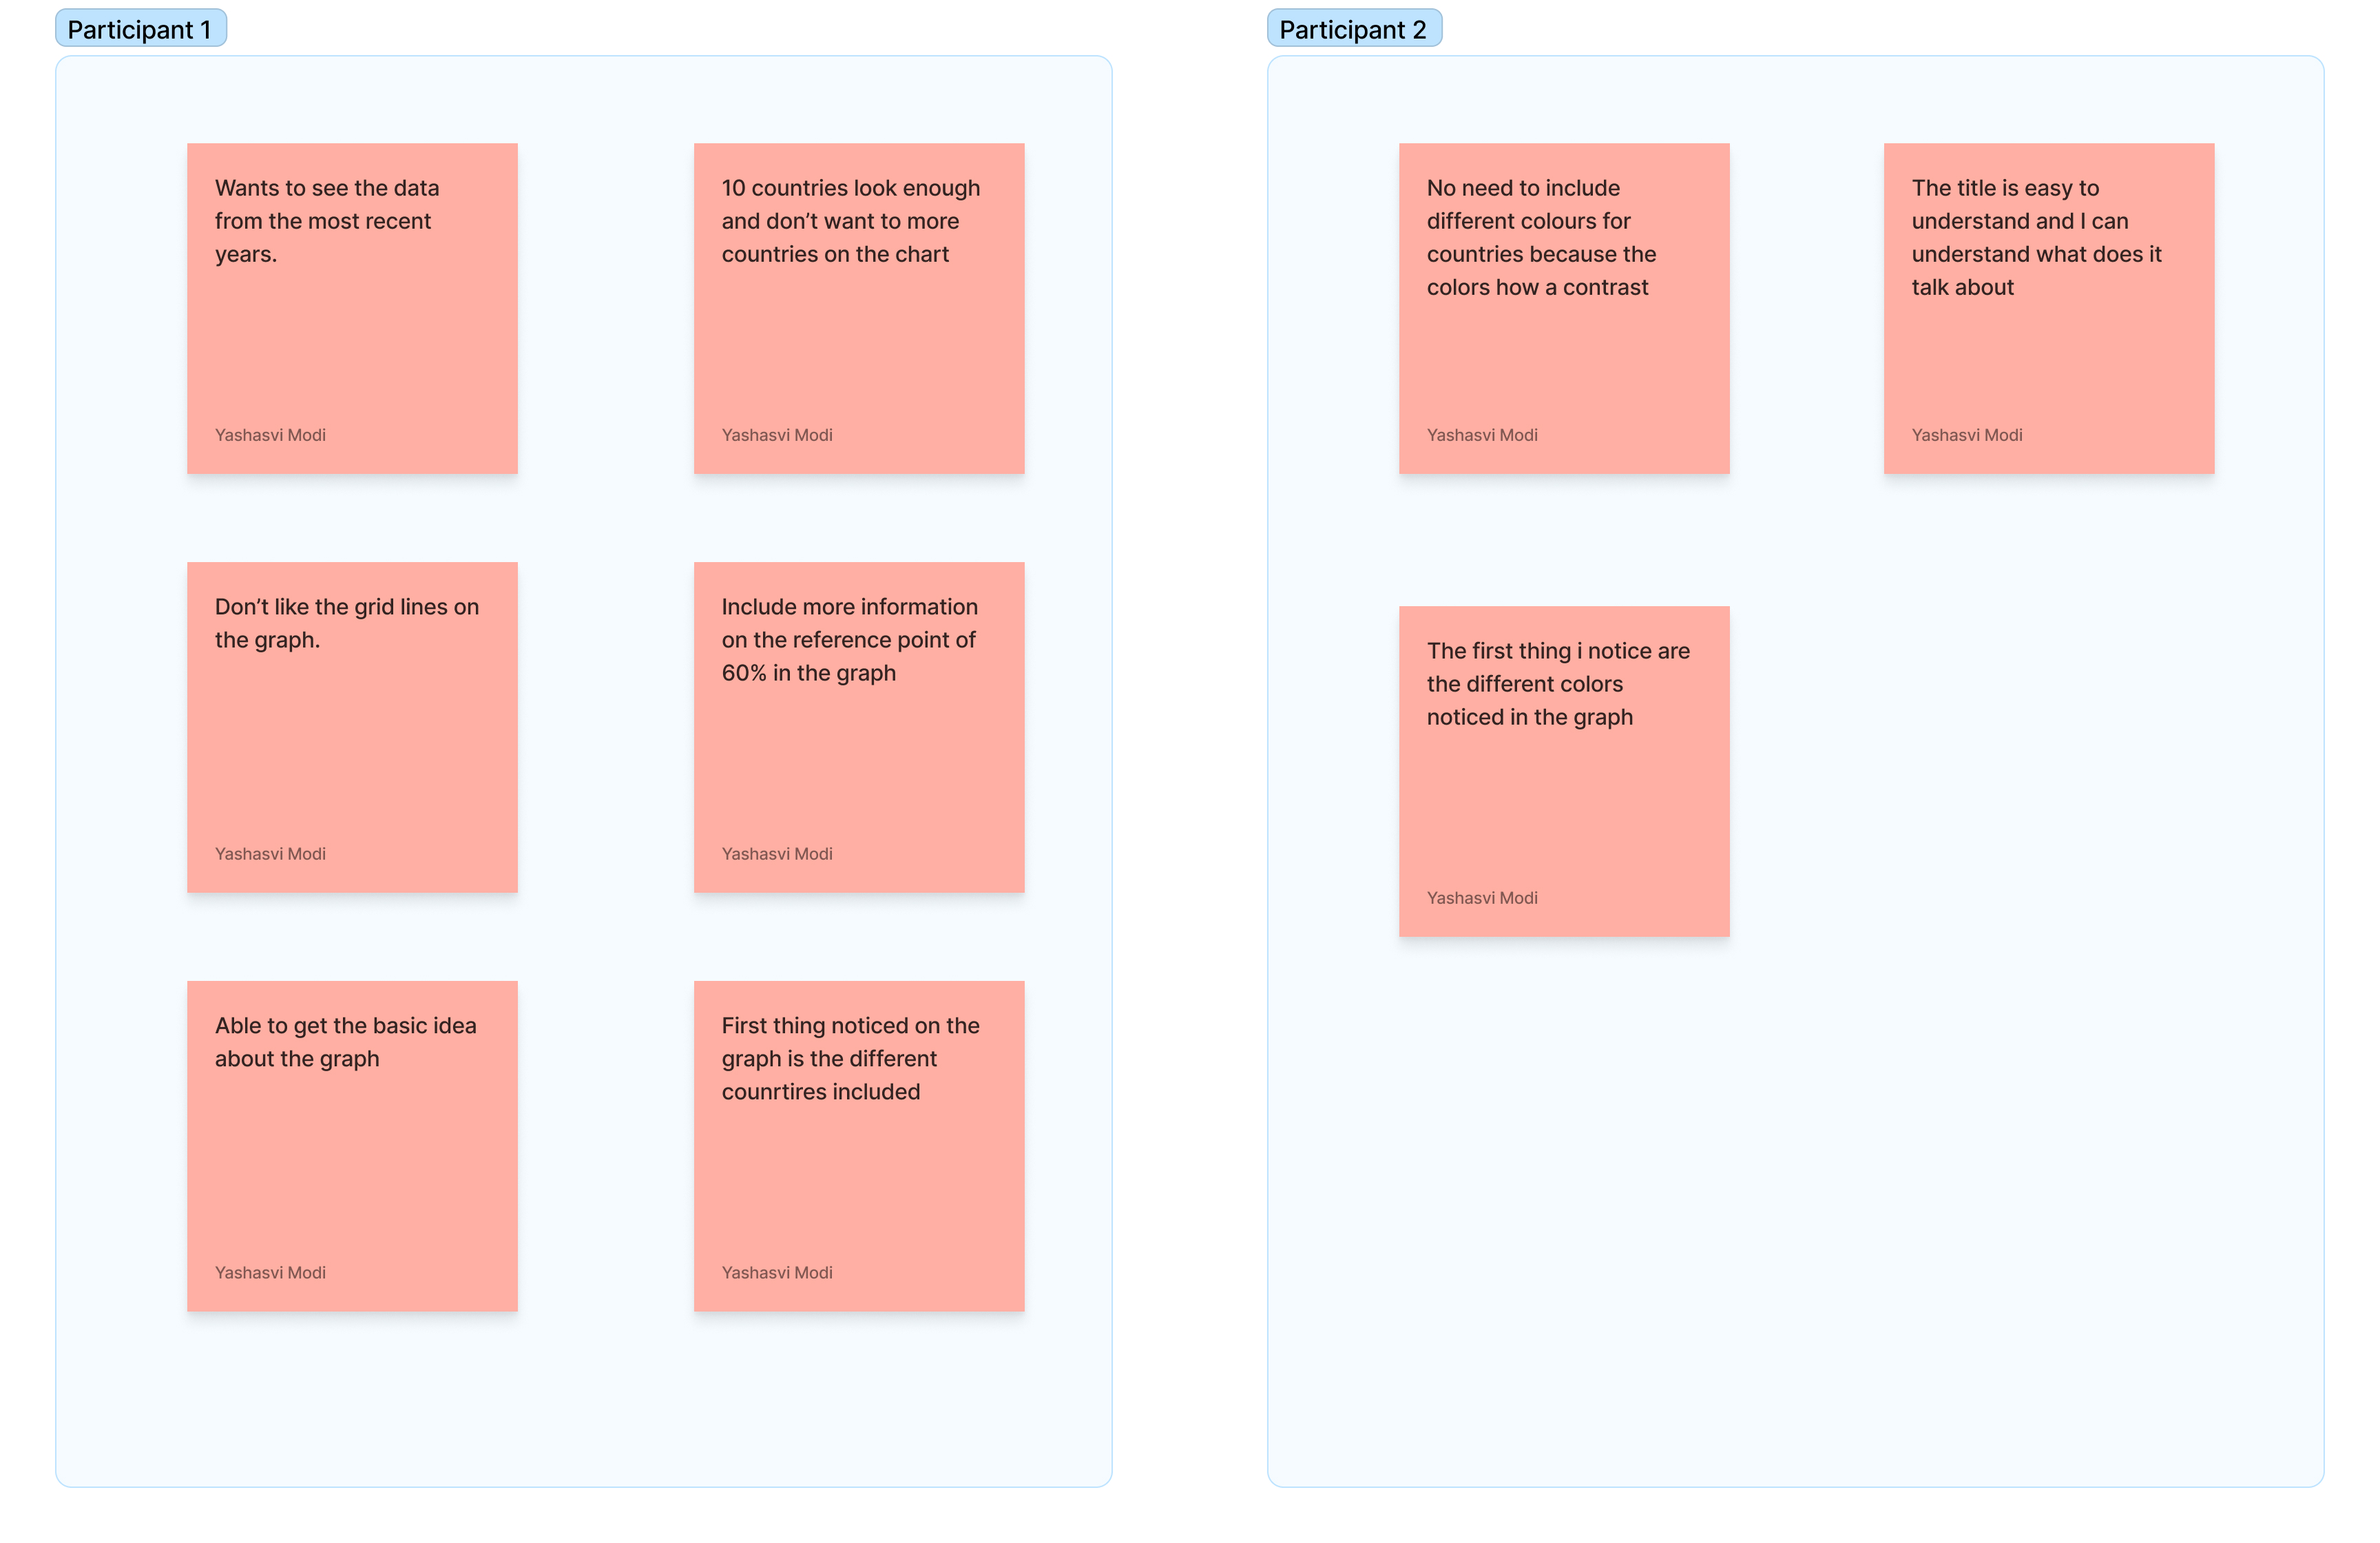 Participant 1
Wants to see the data
from the most recent
years.
Yashasvi Modi
10 countries look enough
and don’t want to more
countries on the chart
Yashasvi Modi
Don’t like the grid lines on
the graph.
Yashasvi Modi
Include more information
on the reference point of
60% in the graph
Yashasvi Modi
Able to get the basic idea
about the graph
Yashasvi Modi
First thing noticed on the
graph is the different
counrtires included
Yashasvi Modi
Participant 2
No need to include
different colours for
countries because the
colors how a contrast
Yashasvi Modi
The title is easy to
understand and I can
understand what does it
talk about
Yashasvi Modi
The first thing i notice are
the different colors
noticed in the graph
Yashasvi Modi